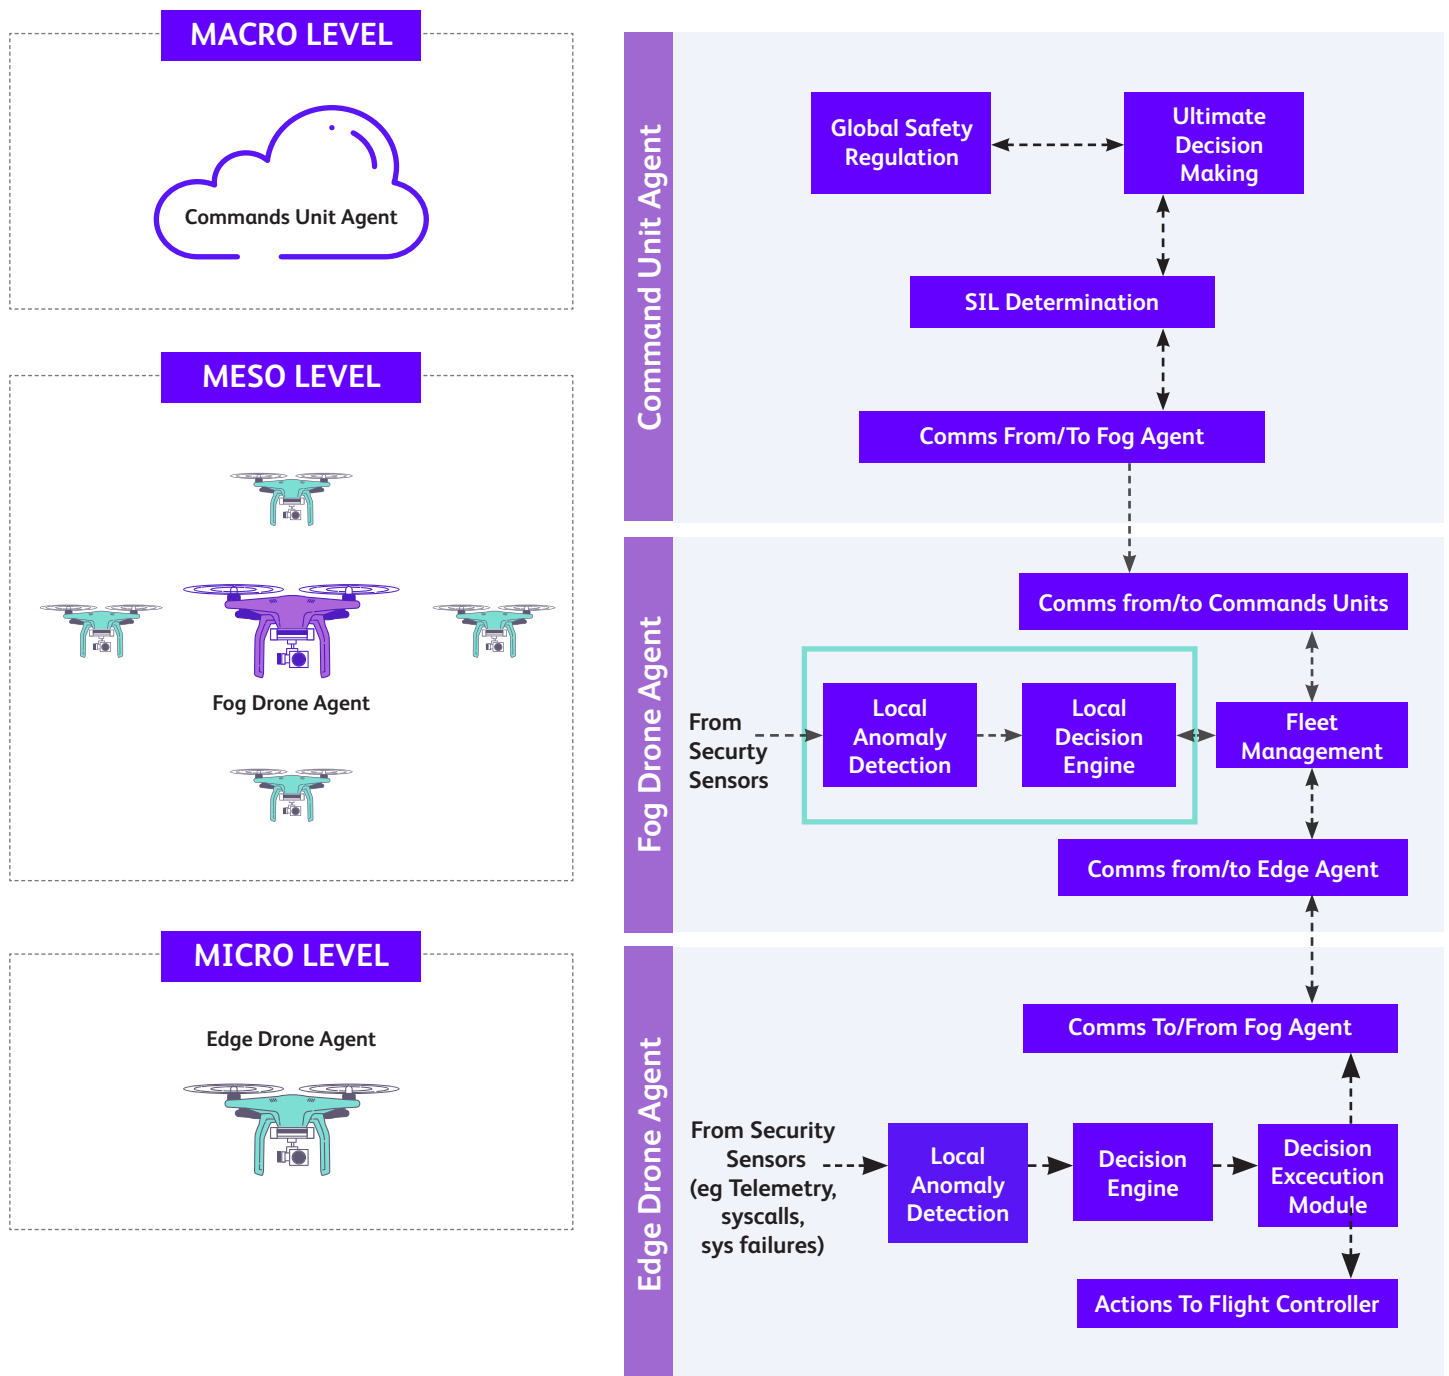 MACRO LEVEL
Commands Unit Agent
MESO LEVEL
Fog Drone Agent
MICRO LEVEL
Edge Drone Agent
Command Unit Agent
Global Safety
Regulation
Ultimate
Decision
Making
SIL Determination
Comms From/To Fog Agent
Fog Drone Agent
Comms from/to Commands Units
From
Securty
Sensors
Local
Anomaly
Detection
Local
Decision
Engine
Fleet
Management
Comms from/to Edge Agent
Edge Drone Agent
Comms To/From Fog Agent
From Security
Sensors
(eg Telemetry,
syscalls,
sys failures)
Local
Anomaly
Detection
Decision
Engine
Decision
Excecution
Module
Actions To Flight Controller